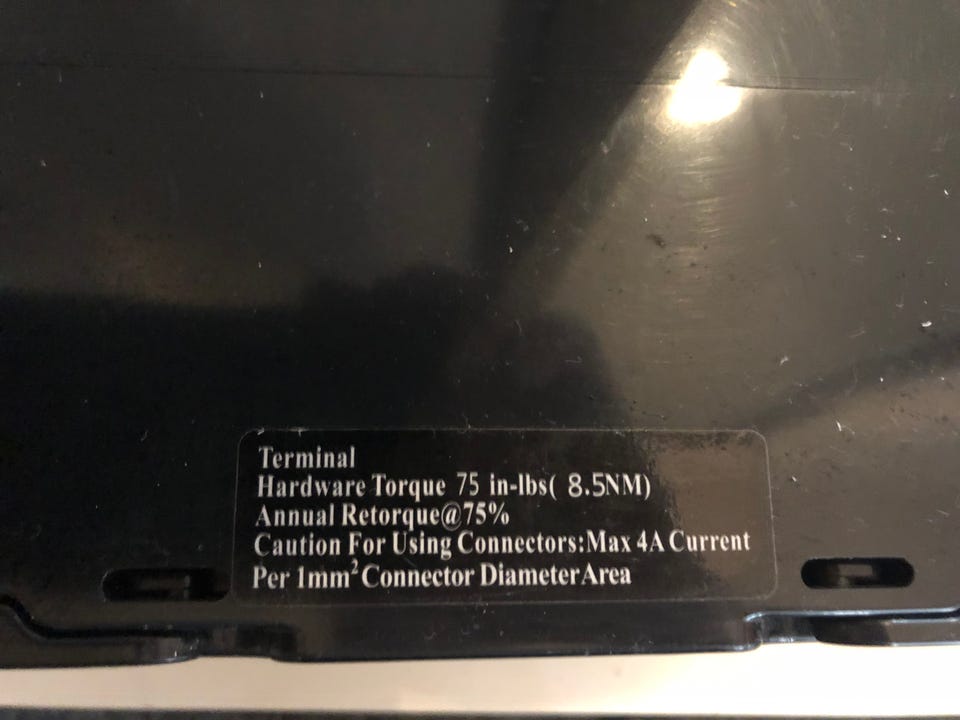 Terminal
Hardware Torque 75 in-lbs( 8.5NM)
Annual Retorque@75%
Caution For Using Connectors:Max 4A Current
Per 1mm² Connector DiameterArea